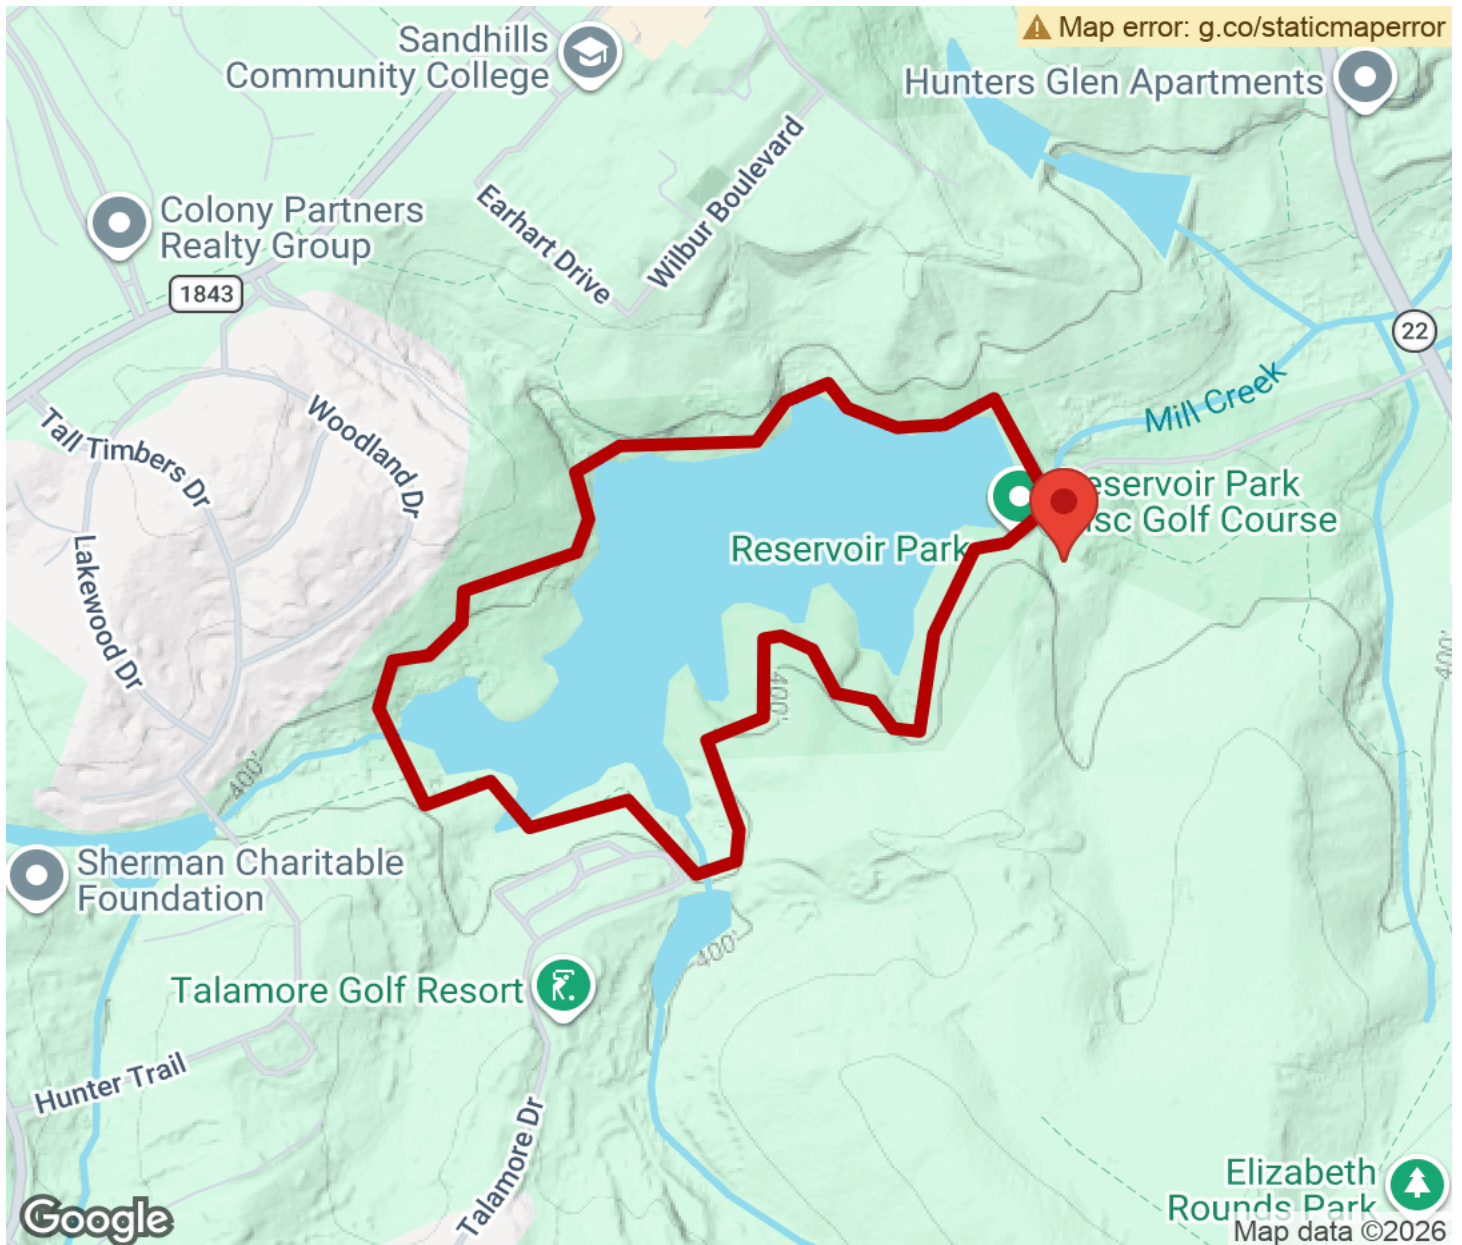 Map error: g.co/staticmaperror
Sandhills
Community College
Hunters Glen Apartments
Wilbur Boulevard
Earhart Drive
Colony Partners
Realty Group
1843
22
Mill Creek
Woodland Dr
Tall Timbers Dr
Lakewood Dr
eservoir Park
sc Golf Course
Reservoir Park
400'
400'
400'
400'
Sherman Charitable
Foundation
Talamore Golf Resort
Hunter Trail
Talamore Dr
Elizabeth
Rounds Park
Google
Map data ©2026